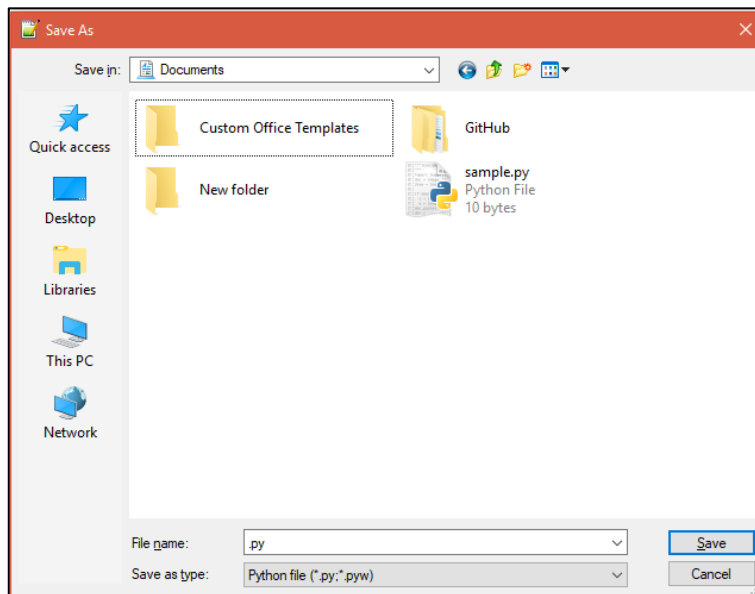 Save As
Save in:
Documents
Quick access
Desktop
Libraries
This PC
Network
Custom Office Templates
GitHub
New folder
sample.py
Python File
10 bytes
File name:
.py
Save
Save as type:
Python file (*.py;*.pyw)
Cancel